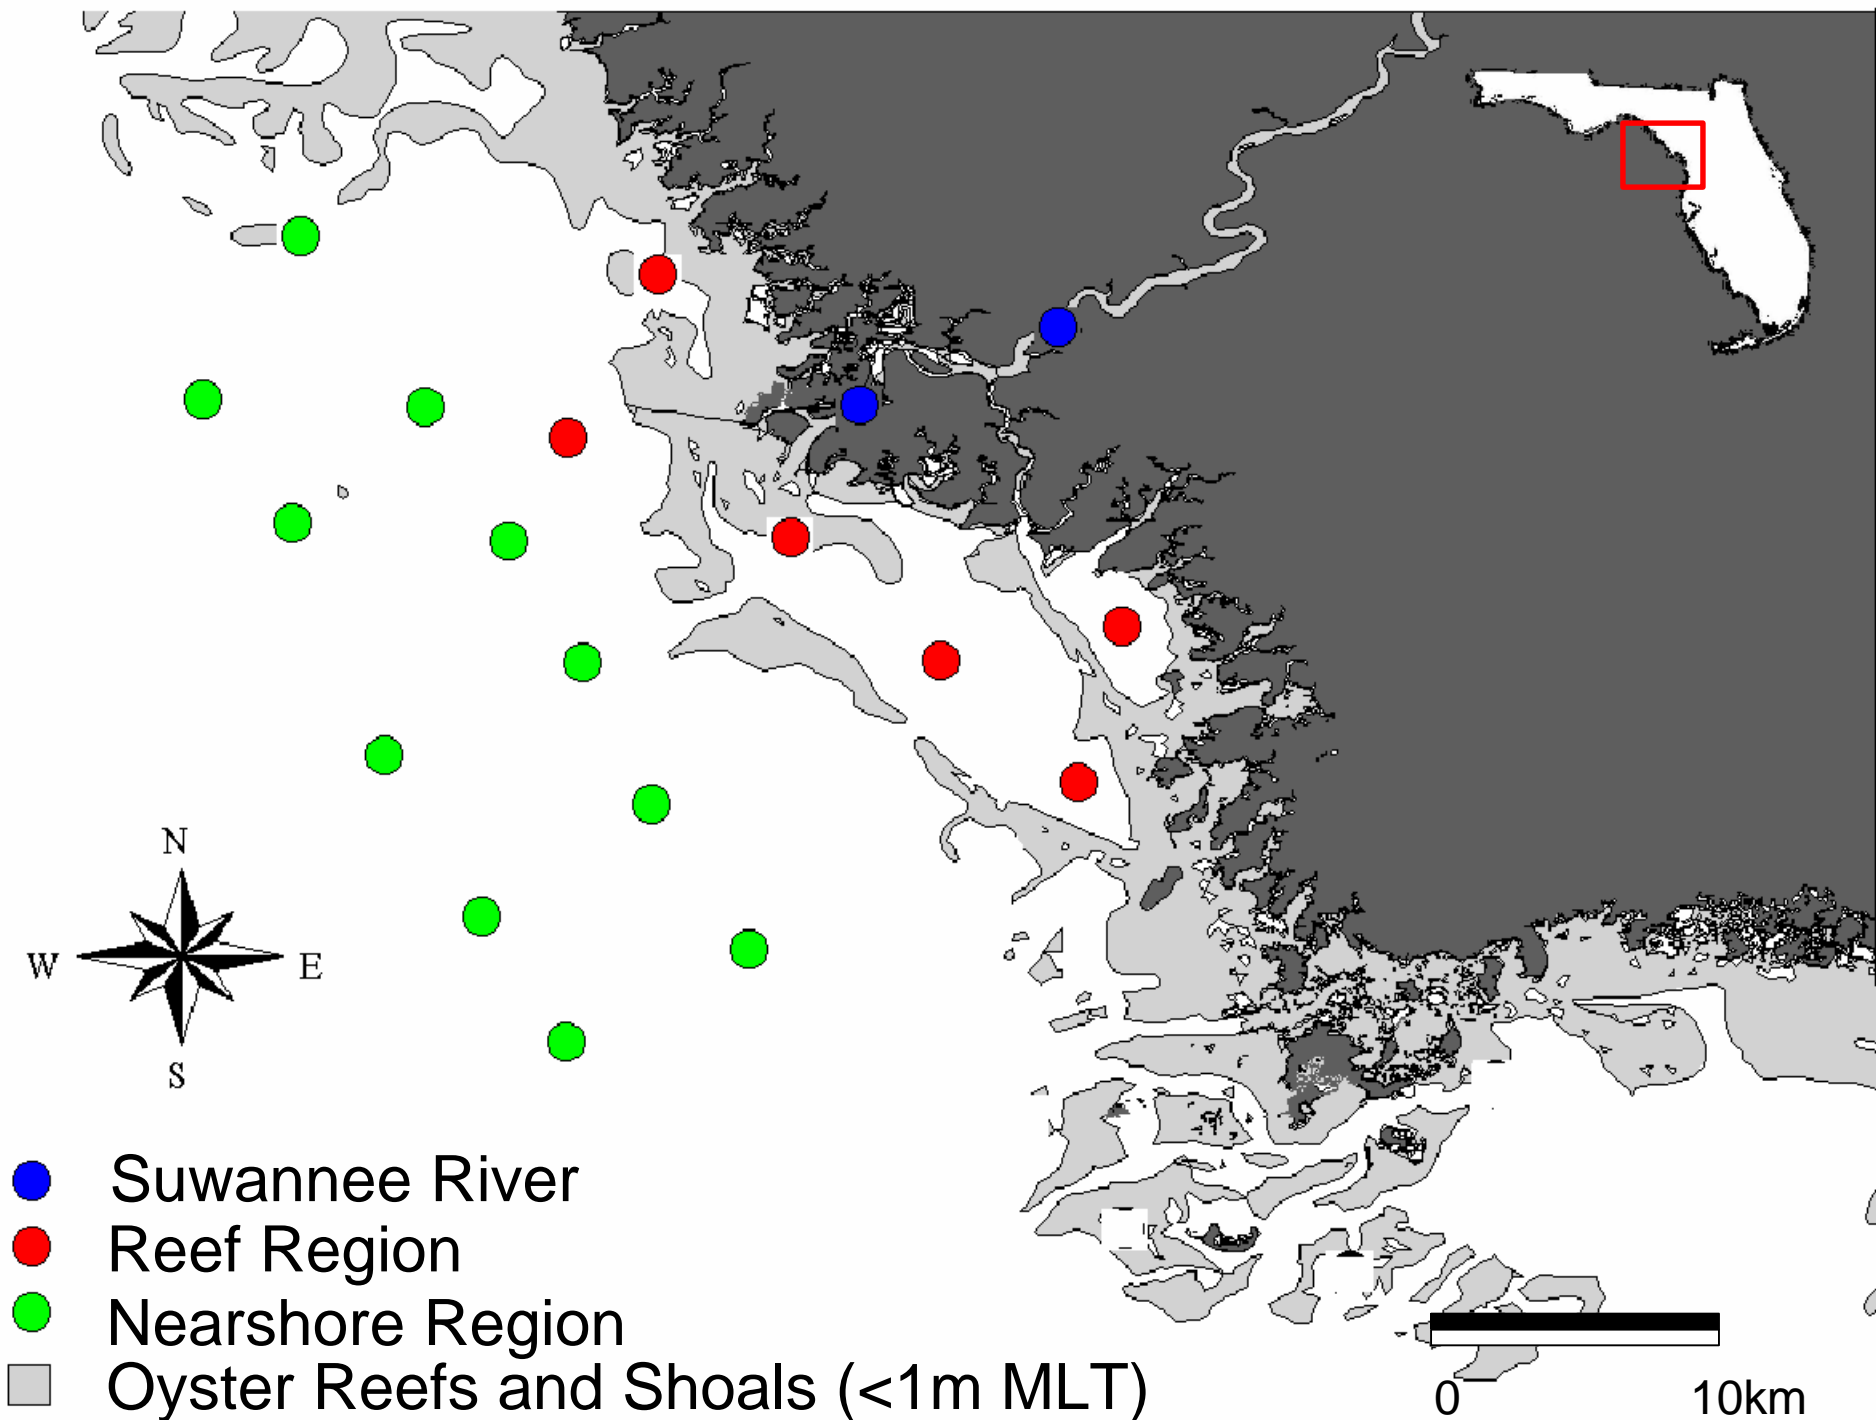 N
W E
S
Suwannee River
Reef Region
Nearshore Region
Oyster Reefs and Shoals (<1m MLT)
0 10km